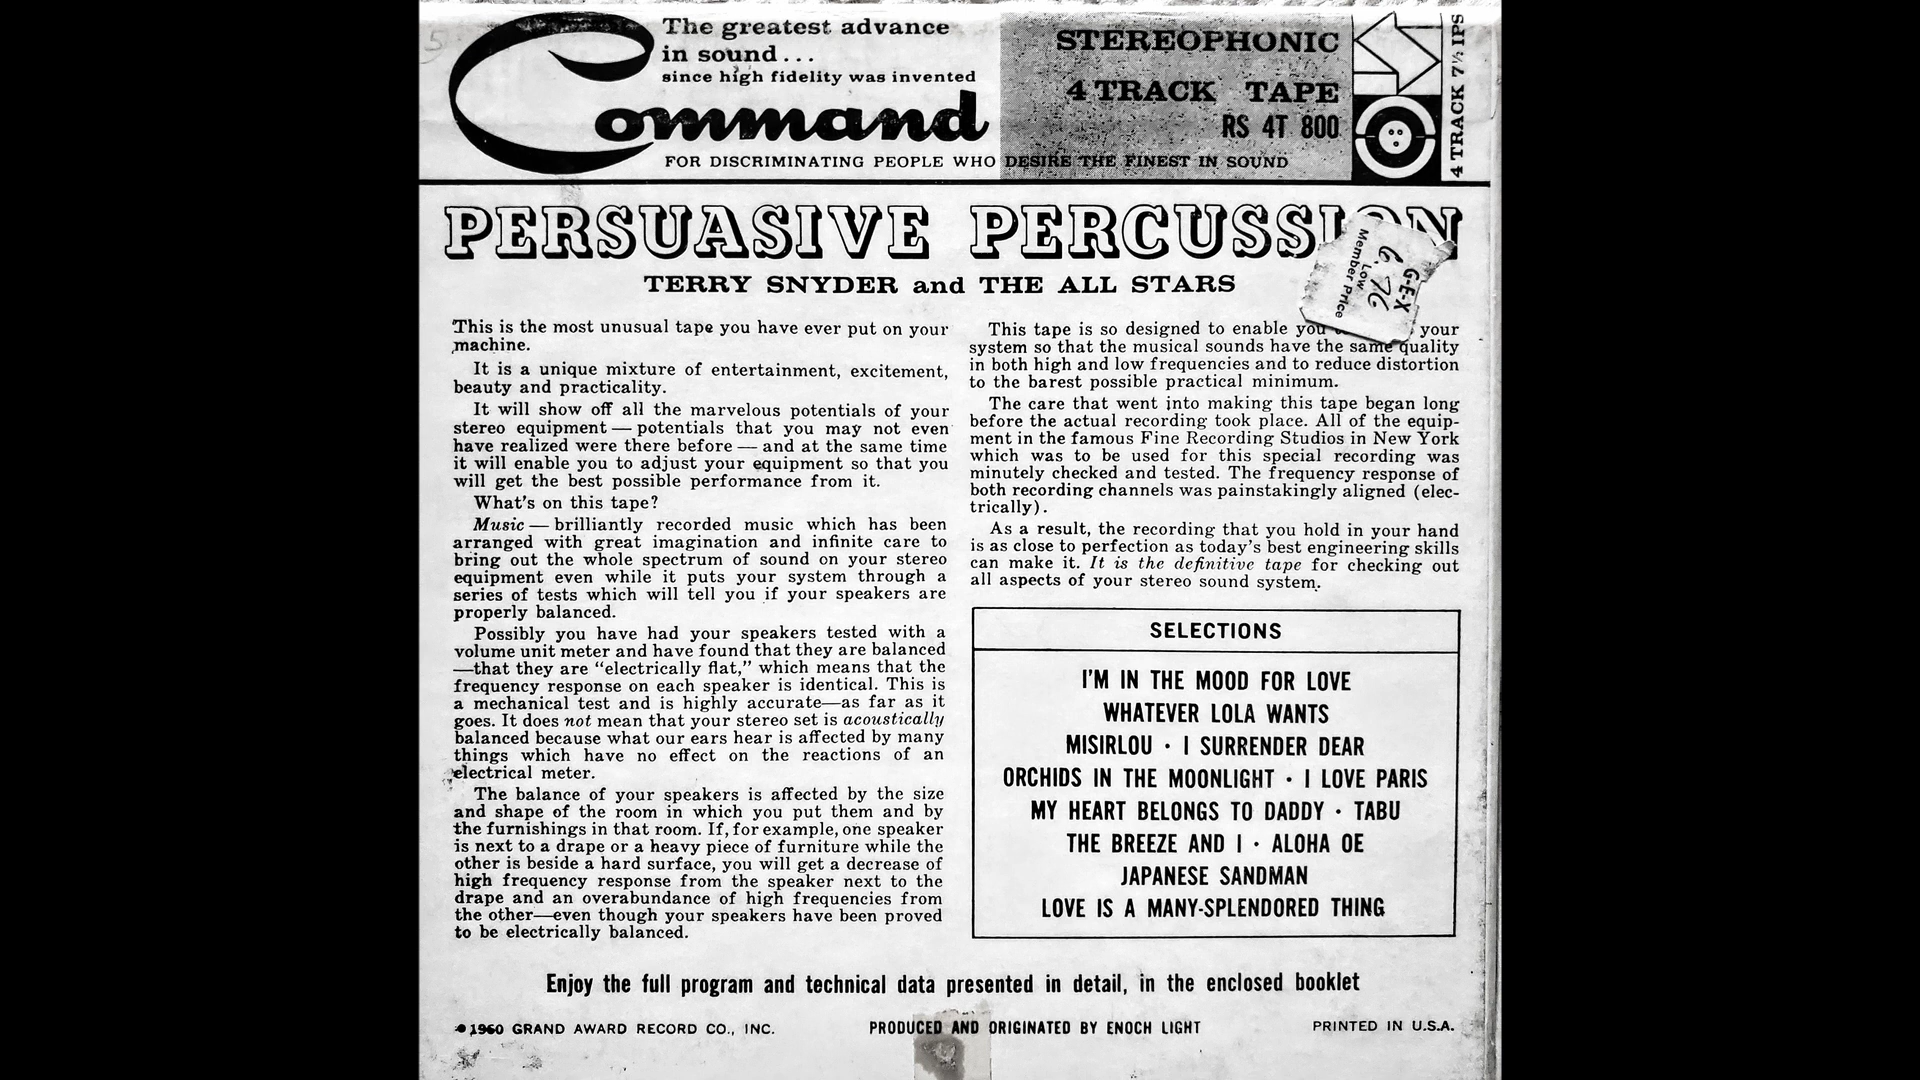 The greatest advance
in sound...
since high fidelity was invented
Command
FOR DISCRIMINATING PEOPLE WHO DESIRE THE FINEST IN SOUND
STEREOPHONIC
4 TRACK TAPE
RS 4T 800
4 TRACK 7½ IPS
PERSUASIVE PERCUSSION
TERRY SNYDER and THE ALL STARS
G-E-X
6.76
Low
Member Price
This is the most unusual tape you have ever put on your
machine.
It is a unique mixture of entertainment, excitement,
beauty and practicality.
It will show off all the marvelous potentials of your
stereo equipment — potentials that you may not even
have realized were there before — and at the same time
it will enable you to adjust your equipment so that you
will get the best possible performance from it.
What's on this tape?
Music — brilliantly recorded music which has been
arranged with great imagination and infinite care to
bring out the whole spectrum of sound on your stereo
equipment even while it puts your system through a
series of tests which will tell you if your speakers are
properly balanced.
Possibly you have had your speakers tested with a
volume unit meter and have found that they are balanced
—that they are “electrically flat,” which means that the
frequency response on each speaker is identical. This is
a mechanical test and is highly accurate—as far as it
goes. It does not mean that your stereo set is acoustically
balanced because what our ears hear is affected by many
things which have no effect on the reactions of an
electrical meter.
The balance of your speakers is affected by the size
and shape of the room in which you put them and by
the furnishings in that room. If, for example, one speaker
is next to a drape or a heavy piece of furniture while the
other is beside a hard surface, you will get a decrease of
high frequency response from the speaker next to the
drape and an overabundance of high frequencies from
the other—even though your speakers have been proved
to be electrically balanced.
This tape is so designed to enable you your
system so that the musical sounds have the same quality
in both high and low frequencies and to reduce distortion
to the barest possible practical minimum.
The care that went into making this tape began long
before the actual recording took place. All of the equip-
ment in the famous Fine Recording Studios in New York
which was to be used for this special recording was
minutely checked and tested. The frequency response of
both recording channels was painstakingly aligned (elec-
trically).
As a result, the recording that you hold in your hand
is as close to perfection as today's best engineering skills
can make it. It is the definitive tape for checking out
all aspects of your stereo sound system.
SELECTIONS
I'M IN THE MOOD FOR LOVE
WHATEVER LOLA WANTS
MISIRLOU · I SURRENDER DEAR
ORCHIDS IN THE MOONLIGHT · I LOVE PARIS
MY HEART BELONGS TO DADDY · TABU
THE BREEZE AND I · ALOHA OE
JAPANESE SANDMAN
LOVE IS A MANY-SPLENDORED THING
Enjoy the full program and technical data presented in detail, in the enclosed booklet
1960 GRAND AWARD RECORD CO., INC.
PRODUCED AND ORIGINATED BY ENOCH LIGHT
PRINTED IN U.S.A.